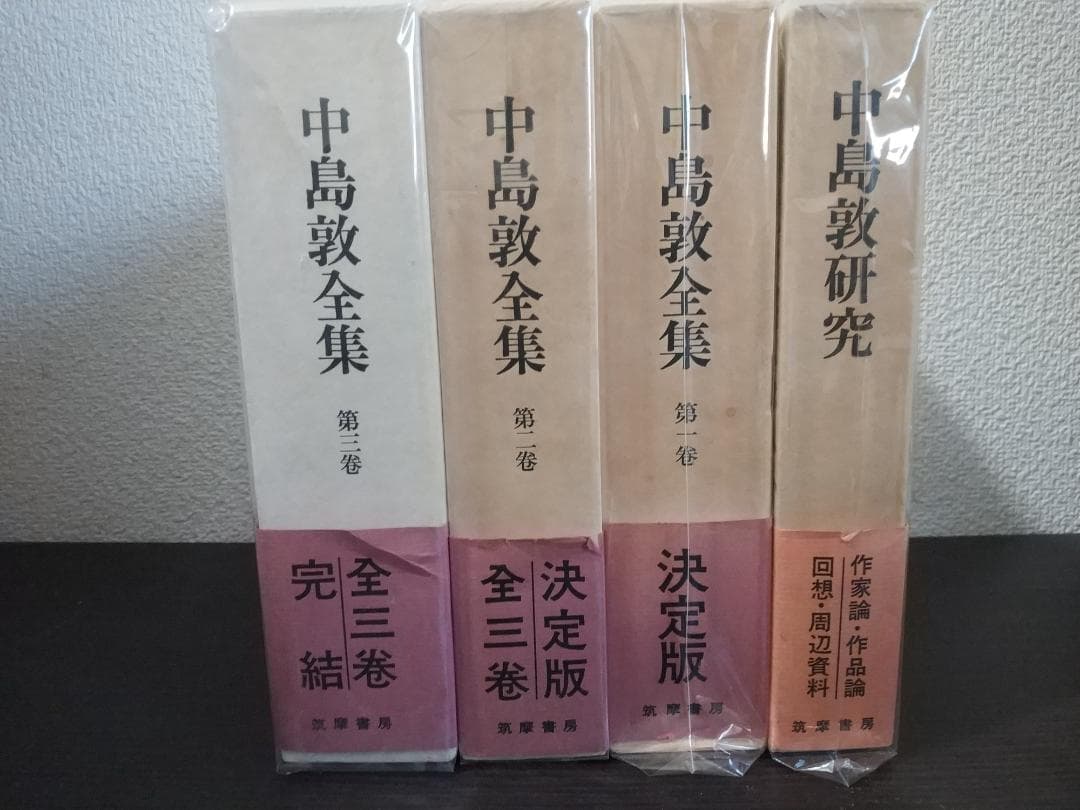 中島敦全集
第三巻
全三巻
完結
筑摩書房
中島敦全集
第二巻
決定版
全三巻
筑摩書房
中島敦全集
第一巻
決定版
筑摩書房
中島敦研究
作家論・作品論
回想・周辺資料
筑摩書房